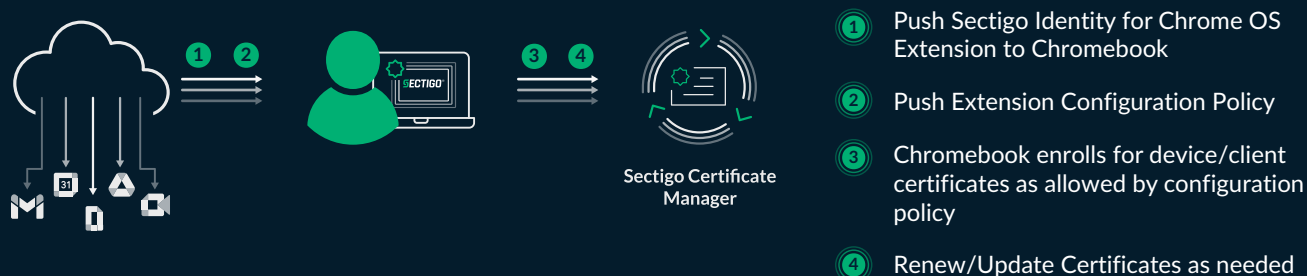 1 2
3 4
SECTIGO
31
Sectigo Certificate
Manager
1 Push Sectigo Identity for Chrome OS
Extension to Chromebook
2 Push Extension Configuration Policy
3 Chromebook enrolls for device/client
certificates as allowed by configuration
policy
4 Renew/Update Certificates as needed